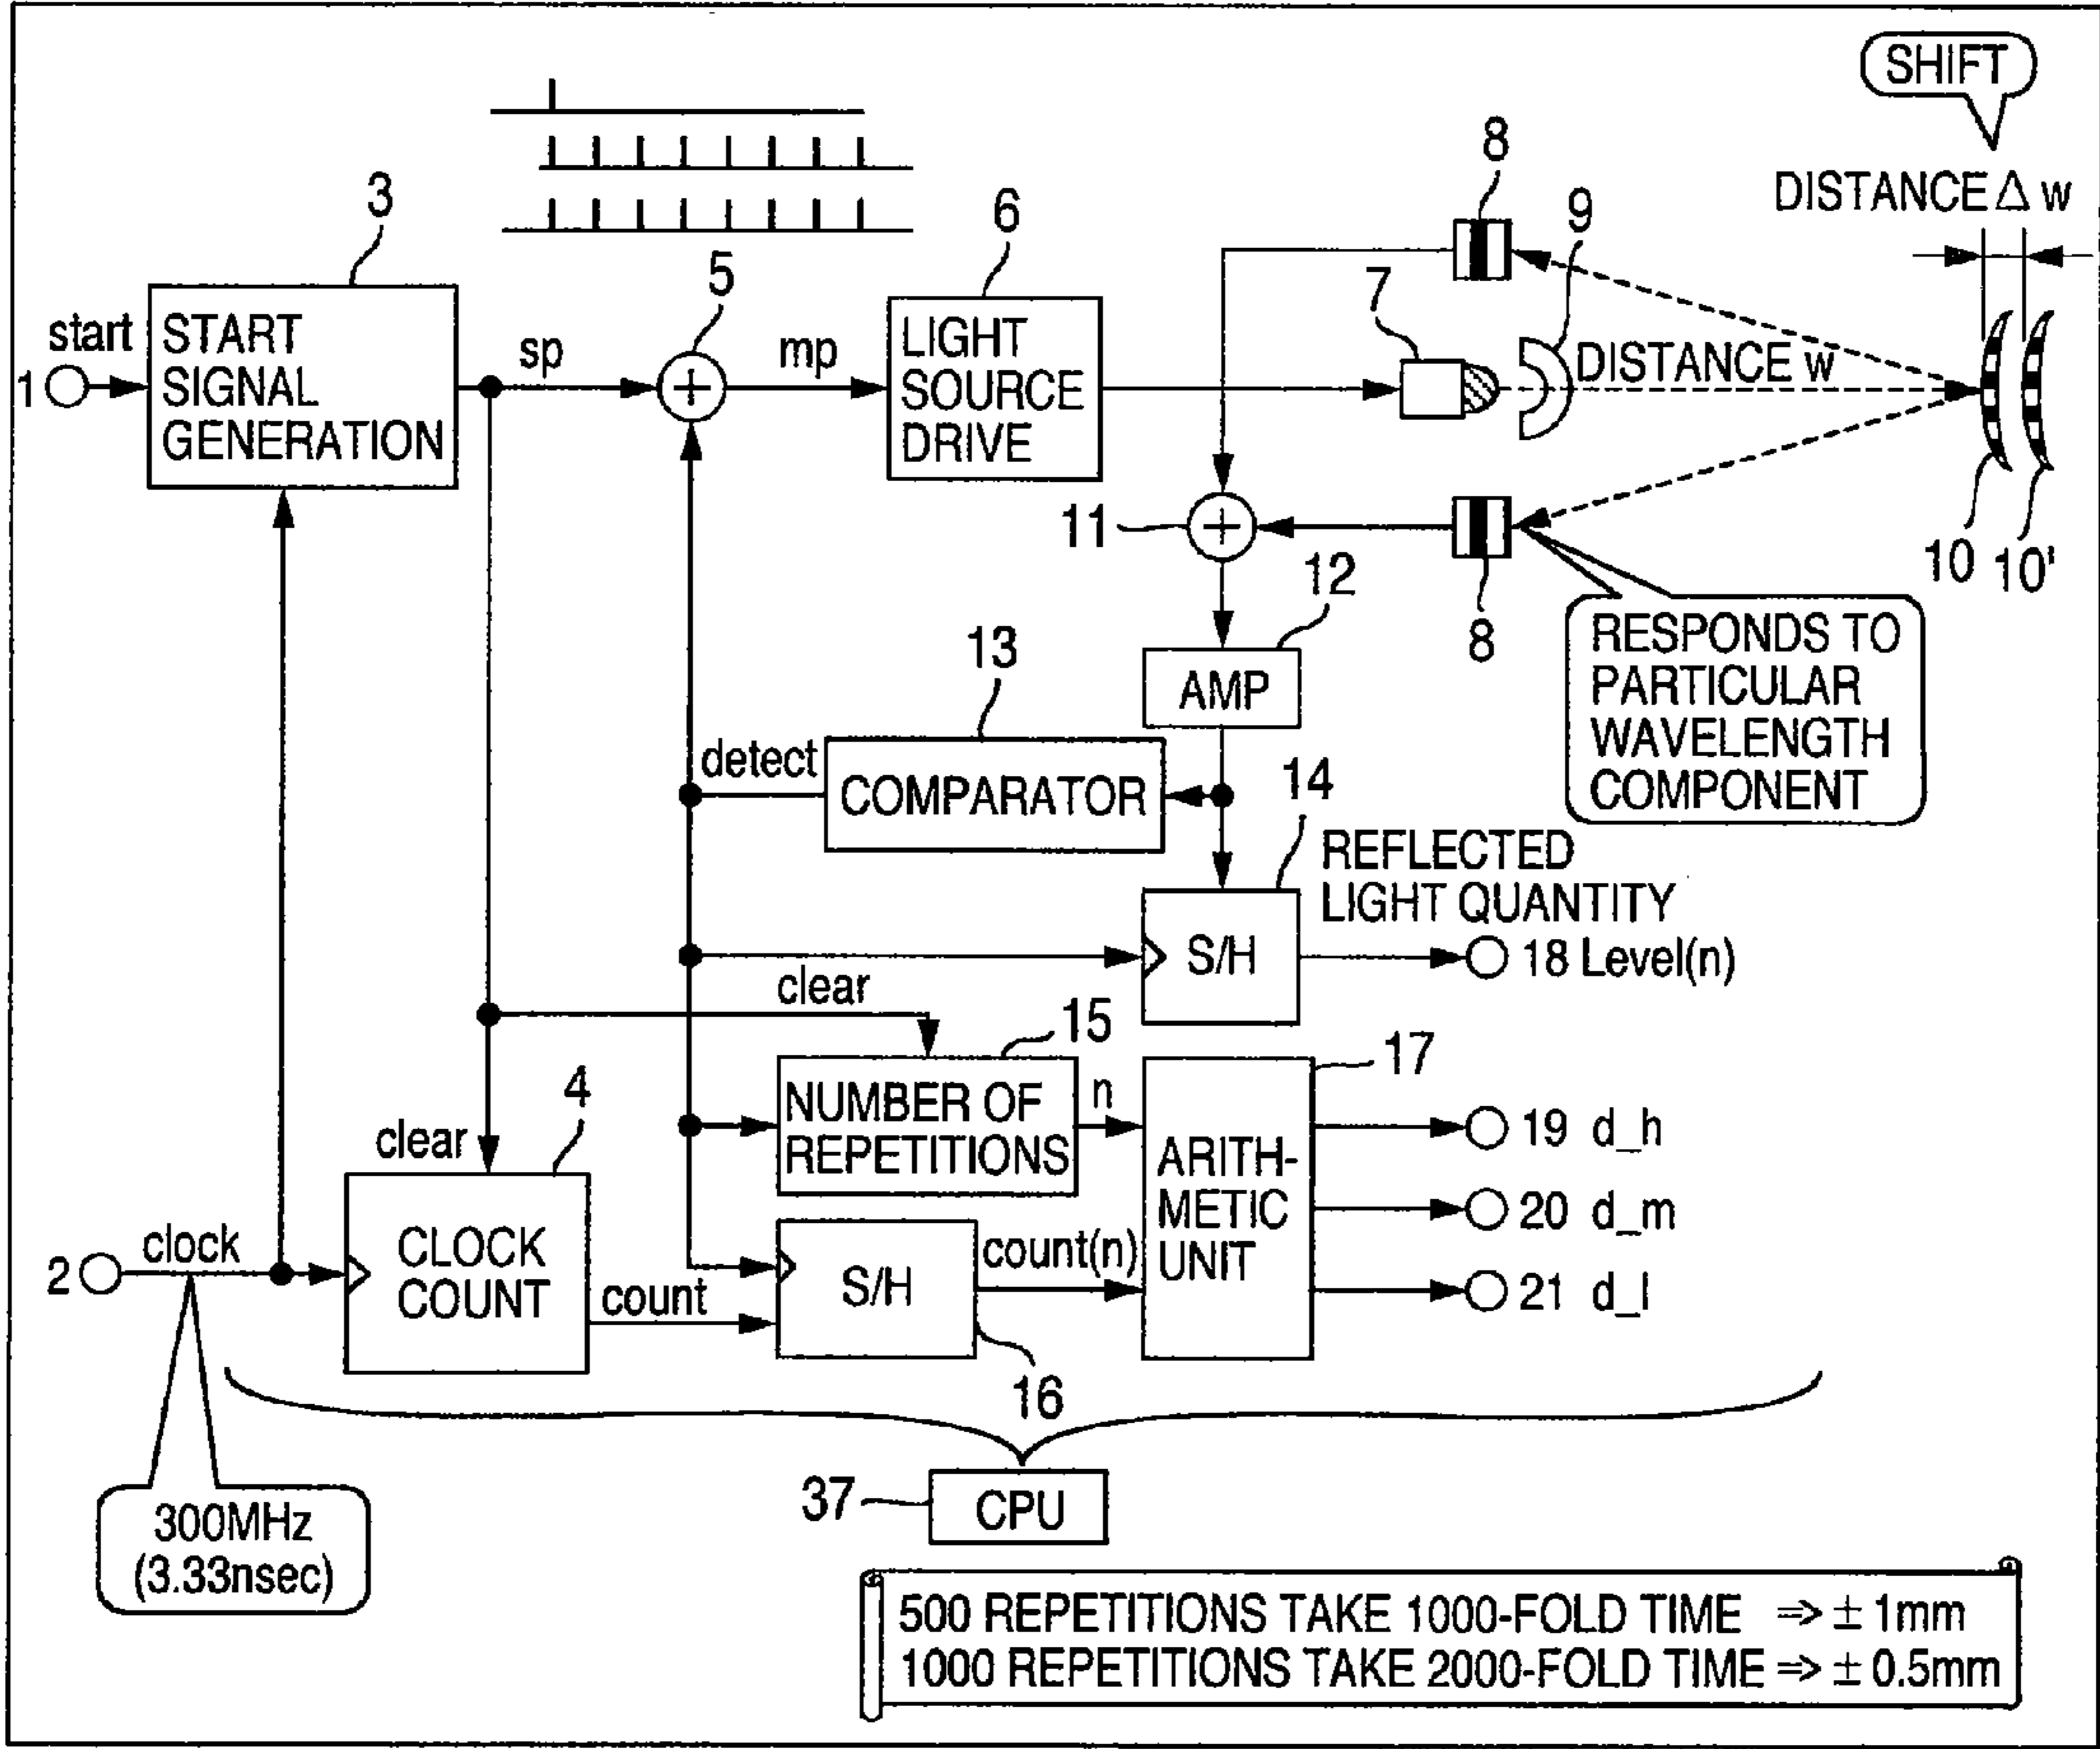 SHIFT
DISTANCE Δ w
8
9
3
6
5
7
start
START
SIGNAL
GENERATION
1
sp
+
mp
LIGHT
SOURCE
DRIVE
DISTANCE w
11
+
8
10
10'
12
AMP
RESPONDS TO
PARTICULAR
WAVELENGTH
COMPONENT
13
detect
COMPARATOR
14
REFLECTED
LIGHT QUANTITY
S/H
18 Level(n)
clear
15
NUMBER OF
REPETITIONS
n
17
ARITH-
METIC
UNIT
19 d_h
20 d_m
21 d_l
clear
4
2
clock
CLOCK
COUNT
count
S/H
count(n)
16
300MHz
(3.33nsec)
37
CPU
500 REPETITIONS TAKE 1000-FOLD TIME ⇒ ± 1mm
1000 REPETITIONS TAKE 2000-FOLD TIME ⇒ ± 0.5mm